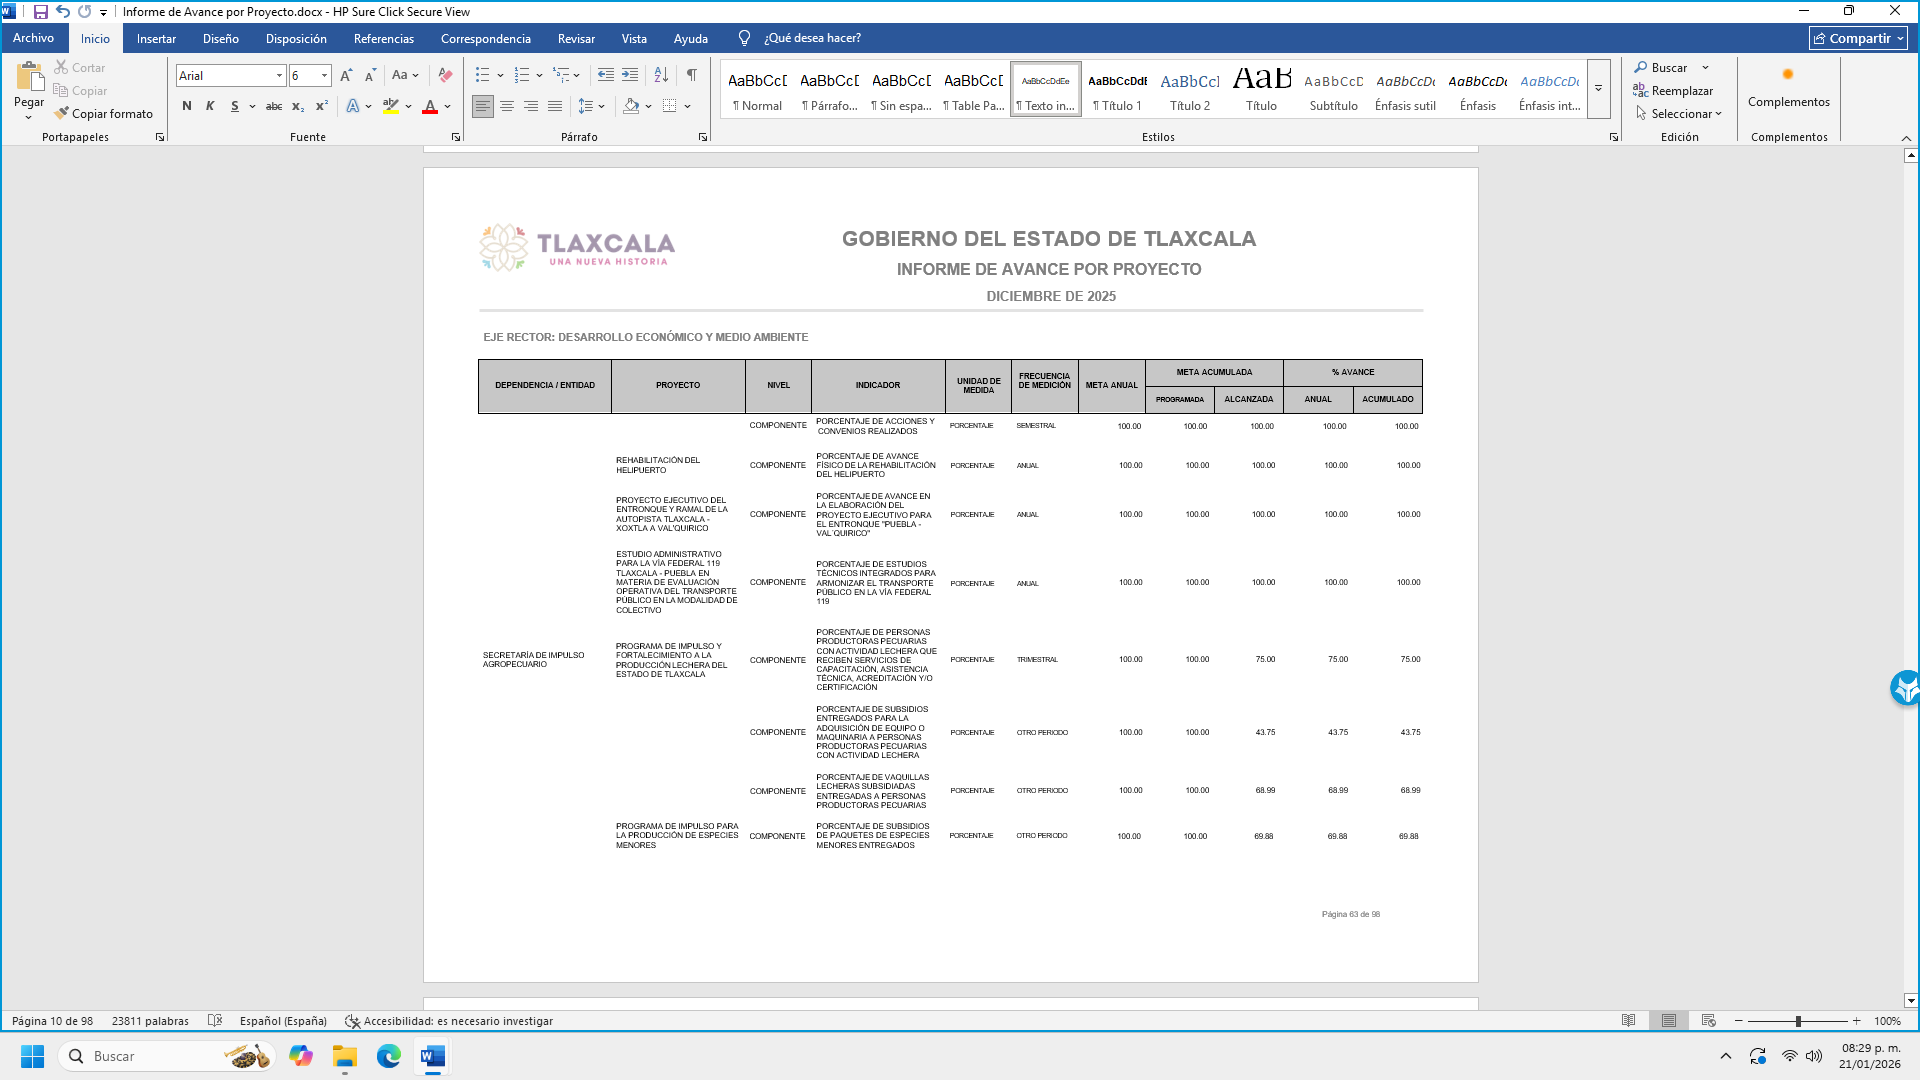 Informe de Avance por Proyecto.docx - HP Sure Click Secure View
Archivo Inicio Insertar Diseño Disposición Referencias Correspondencia Revisar Vista Ayuda ¿Qué desea hacer? Compartir
Pegar
Cortar
Copiar
Copiar formato
Portapapeles
Arial 6
Fuente
Párrafo
AaBbCcD AaBbCcD AaBbCcD AaBbCcD AaBbCcDdEe AaBbCcDdE AaBbCcD AaB AaBbCcD AaBbCcDc AaBbCcDc AaBbCcDc
¶ Normal ¶ Párrafo... ¶ Sin espa... ¶ Table Pa... ¶ Texto in... ¶ Título 1 Título 2 Título Subtítulo Énfasis sutil Énfasis Énfasis int...
Estilos
Buscar
Reemplazar
Seleccionar
Edición
Complementos
Complementos
TLAXCALA
UNA NUEVA HISTORIA
GOBIERNO DEL ESTADO DE TLAXCALA
INFORME DE AVANCE POR PROYECTO
DICIEMBRE DE 2025
EJE RECTOR: DESARROLLO ECONÓMICO Y MEDIO AMBIENTE
DEPENDENCIA / ENTIDAD PROYECTO NIVEL INDICADOR UNIDAD DE MEDIDA FRECUENCIA DE MEDICIÓN META ANUAL META ACUMULADA % AVANCE
PROGRAMADA ALCANZADA ANUAL ACUMULADO
COMPONENTE PORCENTAJE DE ACCIONES Y CONVENIOS REALIZADOS PORCENTAJE SEMESTRAL 100.00 100.00 100.00 100.00 100.00
REHABILITACIÓN DEL HELIPUERTO COMPONENTE PORCENTAJE DE AVANCE FÍSICO DE LA REHABILITACIÓN DEL HELIPUERTO PORCENTAJE ANUAL 100.00 100.00 100.00 100.00 100.00
PROYECTO EJECUTIVO DEL ENTRONQUE Y RAMAL DE LA AUTOPISTA TLAXCALA - XOXTLA A VAL'QUIRICO COMPONENTE PORCENTAJE DE AVANCE EN LA ELABORACIÓN DEL PROYECTO EJECUTIVO PARA EL ENTRONQUE "PUEBLA - VAL´QUIRICO" PORCENTAJE ANUAL 100.00 100.00 100.00 100.00 100.00
ESTUDIO ADMINISTRATIVO PARA LA VÍA FEDERAL 119 TLAXCALA - PUEBLA EN MATERIA DE EVALUACIÓN OPERATIVA DEL TRANSPORTE PÚBLICO EN LA MODALIDAD DE COLECTIVO COMPONENTE PORCENTAJE DE ESTUDIOS TÉCNICOS INTEGRADOS PARA ARMONIZAR EL TRANSPORTE PÚBLICO EN LA VÍA FEDERAL 119 PORCENTAJE ANUAL 100.00 100.00 100.00 100.00 100.00
SECRETARÍA DE IMPULSO AGROPECUARIO PROGRAMA DE IMPULSO Y FORTALECIMIENTO A LA PRODUCCIÓN LECHERA DEL ESTADO DE TLAXCALA COMPONENTE PORCENTAJE DE PERSONAS PRODUCTORAS PECUARIAS CON ACTIVIDAD LECHERA QUE RECIBEN SERVICIOS DE CAPACITACIÓN, ASISTENCIA TÉCNICA, ACREDITACIÓN Y/O CERTIFICACIÓN PORCENTAJE TRIMESTRAL 100.00 100.00 75.00 75.00 75.00
COMPONENTE PORCENTAJE DE SUBSIDIOS ENTREGADOS PARA LA ADQUISICIÓN DE EQUIPO O MAQUINARIA A PERSONAS PRODUCTORAS PECUARIAS CON ACTIVIDAD LECHERA PORCENTAJE OTRO PERIODO 100.00 100.00 43.75 43.75 43.75
COMPONENTE PORCENTAJE DE VAQUILLAS LECHERAS SUBSIDIADAS ENTREGADAS A PERSONAS PRODUCTORAS PECUARIAS PORCENTAJE OTRO PERIODO 100.00 100.00 68.99 68.99 68.99
PROGRAMA DE IMPULSO PARA LA PRODUCCIÓN DE ESPECIES MENORES COMPONENTE PORCENTAJE DE SUBSIDIOS DE PAQUETES DE ESPECIES MENORES ENTREGADOS PORCENTAJE OTRO PERIODO 100.00 100.00 69.88 69.88 69.88
Página 63 de 98
Página 10 de 98 23811 palabras Español (España) Accesibilidad: es necesario investigar 100%
Buscar
08:29 p. m.
21/01/2026